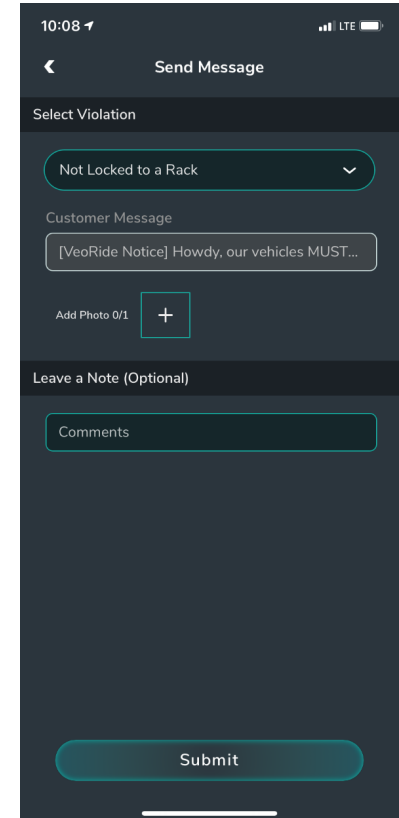 10:08
LTE
Send Message
Select Violation
Not Locked to a Rack
Customer Message
[VeoRide Notice] Howdy, our vehicles MUST...
Add Photo 0/1
Leave a Note (Optional)
Comments
Submit